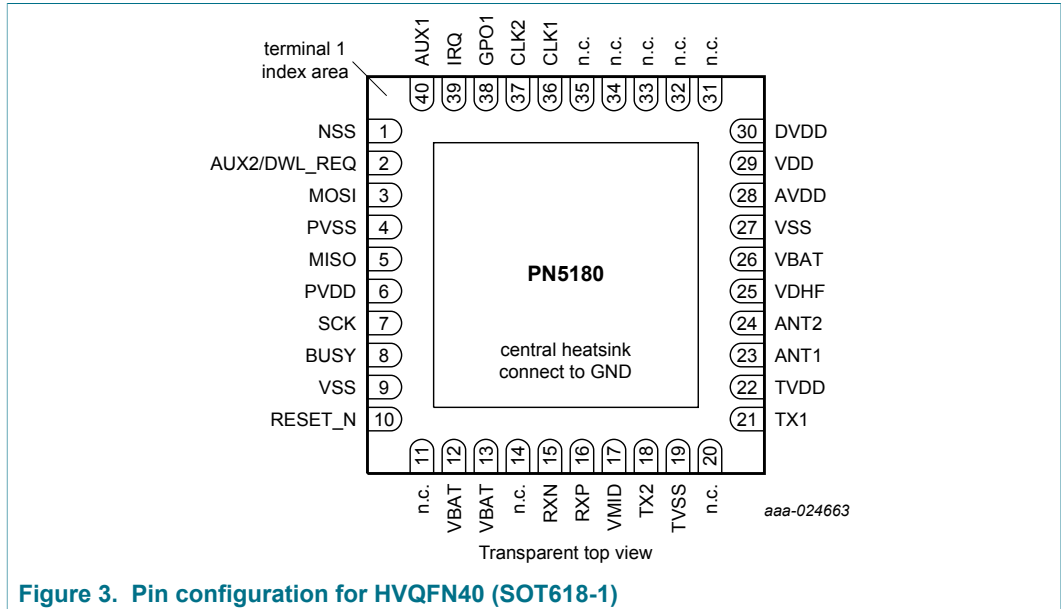 terminal 1
index area
AUX1
IRQ
GPO1
CLK2
CLK1
n.c.
n.c.
n.c.
n.c.
n.c.
40
39
38
37
36
35
34
33
32
31
NSS 1
AUX2/DWL_REQ 2
MOSI 3
PVSS 4
MISO 5
PVDD 6
SCK 7
BUSY 8
VSS 9
RESET_N 10
PN5180
central heatsink
connect to GND
30 DVDD
29 VDD
28 AVDD
27 VSS
26 VBAT
25 VDHF
24 ANT2
23 ANT1
22 TVDD
21 TX1
11
12
13
14
15
16
17
18
19
20
n.c.
VBAT
VBAT
n.c.
RXN
RXP
VMID
TX2
TVSS
n.c.
aaa-024663
Transparent top view
Figure 3. Pin configuration for HVQFN40 (SOT618-1)